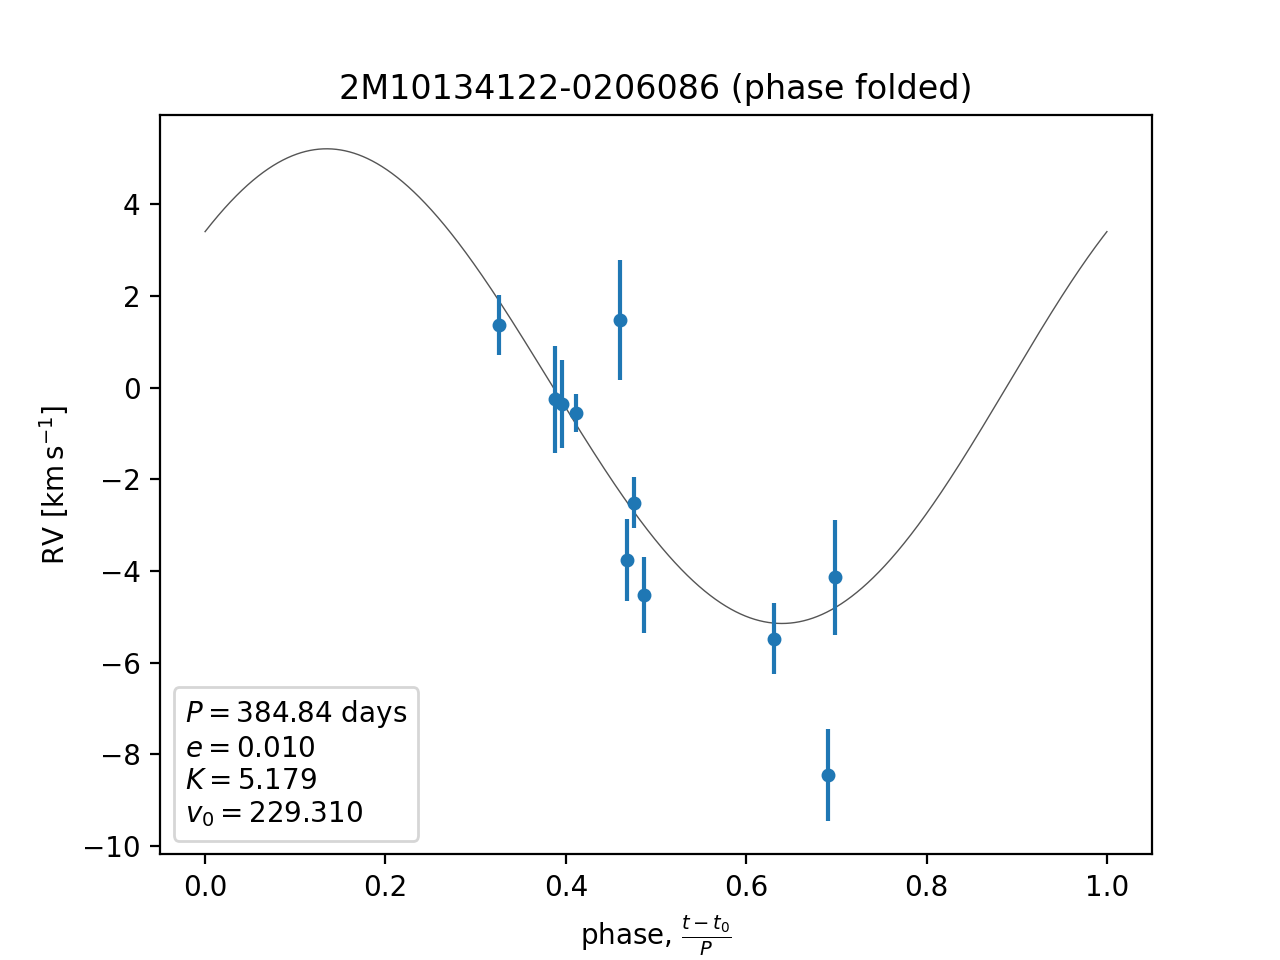 2M10134122-0206086 (phase folded)
RV [km s⁻¹]
4
2
0
−2
−4
−6
−8
−10
P = 384.84 days
e = 0.010
K = 5.179
v₀ = 229.310
0.0 0.2 0.4 0.6 0.8 1.0
phase, (t − t₀)/P